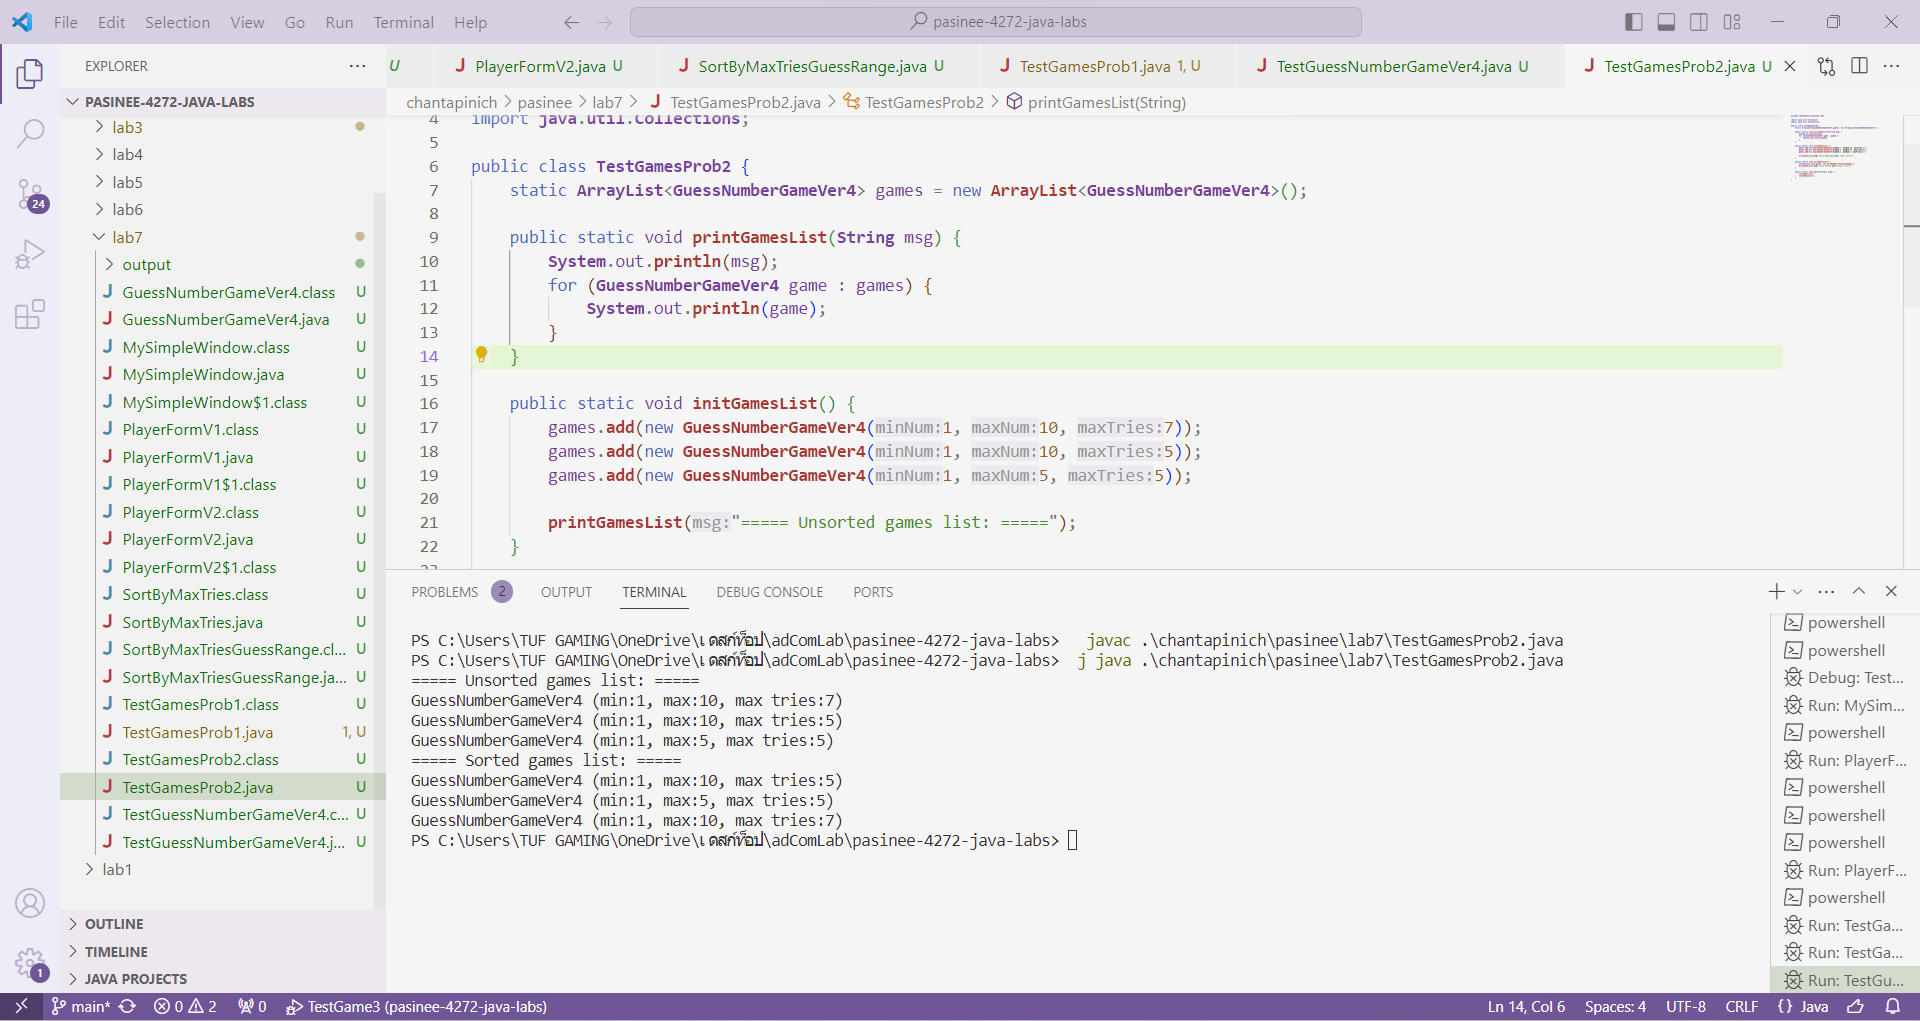 File Edit Selection View Go Run Terminal Help
pasinee-4272-java-labs
EXPLORER
PASINEE-4272-JAVA-LABS
lab3
lab4
lab5
lab6
lab7
output
GuessNumberGameVer4.class U
GuessNumberGameVer4.java U
MySimpleWindow.class U
MySimpleWindow.java U
MySimpleWindow$1.class U
PlayerFormV1.class U
PlayerFormV1.java U
PlayerFormV1$1.class U
PlayerFormV2.class U
PlayerFormV2.java U
PlayerFormV2$1.class U
SortByMaxTries.class U
SortByMaxTries.java U
SortByMaxTriesGuessRange.cl... U
SortByMaxTriesGuessRange.ja... U
TestGamesProb1.class U
TestGamesProb1.java 1, U
TestGamesProb2.class U
TestGamesProb2.java U
TestGuessNumberGameVer4.c... U
TestGuessNumberGameVer4.j... U
lab1
OUTLINE
TIMELINE
JAVA PROJECTS
24
1
U PlayerFormV2.java U SortByMaxTriesGuessRange.java U TestGamesProb1.java 1, U TestGuessNumberGameVer4.java U TestGamesProb2.java U
chantapinich > pasinee > lab7 > TestGamesProb2.java > TestGamesProb2 > printGamesList(String)
4 import java.util.Collections;
5
6 public class TestGamesProb2 {
7 static ArrayList<GuessNumberGameVer4> games = new ArrayList<GuessNumberGameVer4>();
8
9 public static void printGamesList(String msg) {
10 System.out.println(msg);
11 for (GuessNumberGameVer4 game : games) {
12 System.out.println(game);
13 }
14 }
15
16 public static void initGamesList() {
17 games.add(new GuessNumberGameVer4(minNum:1, maxNum:10, maxTries:7));
18 games.add(new GuessNumberGameVer4(minNum:1, maxNum:10, maxTries:5));
19 games.add(new GuessNumberGameVer4(minNum:1, maxNum:5, maxTries:5));
20
21 printGamesList(msg:"===== Unsorted games list: =====");
22 }
PROBLEMS 2 OUTPUT TERMINAL DEBUG CONSOLE PORTS
PS C:\Users\TUF GAMING\OneDrive\เดสก์ท็อป\adComLab\pasinee-4272-java-labs> javac .\chantapinich\pasinee\lab7\TestGamesProb2.java
PS C:\Users\TUF GAMING\OneDrive\เดสก์ท็อป\adComLab\pasinee-4272-java-labs> j java .\chantapinich\pasinee\lab7\TestGamesProb2.java
===== Unsorted games list: =====
GuessNumberGameVer4 (min:1, max:10, max tries:7)
GuessNumberGameVer4 (min:1, max:10, max tries:5)
GuessNumberGameVer4 (min:1, max:5, max tries:5)
===== Sorted games list: =====
GuessNumberGameVer4 (min:1, max:10, max tries:5)
GuessNumberGameVer4 (min:1, max:5, max tries:5)
GuessNumberGameVer4 (min:1, max:10, max tries:7)
PS C:\Users\TUF GAMING\OneDrive\เดสก์ท็อป\adComLab\pasinee-4272-java-labs>
powershell
powershell
Debug: Test...
Run: MySim...
powershell
Run: PlayerF...
powershell
powershell
powershell
Run: PlayerF...
powershell
Run: TestGa...
Run: TestGa...
Run: TestGu...
main* 0 2 0 TestGame3 (pasinee-4272-java-labs) Ln 14, Col 6 Spaces: 4 UTF-8 CRLF {} Java